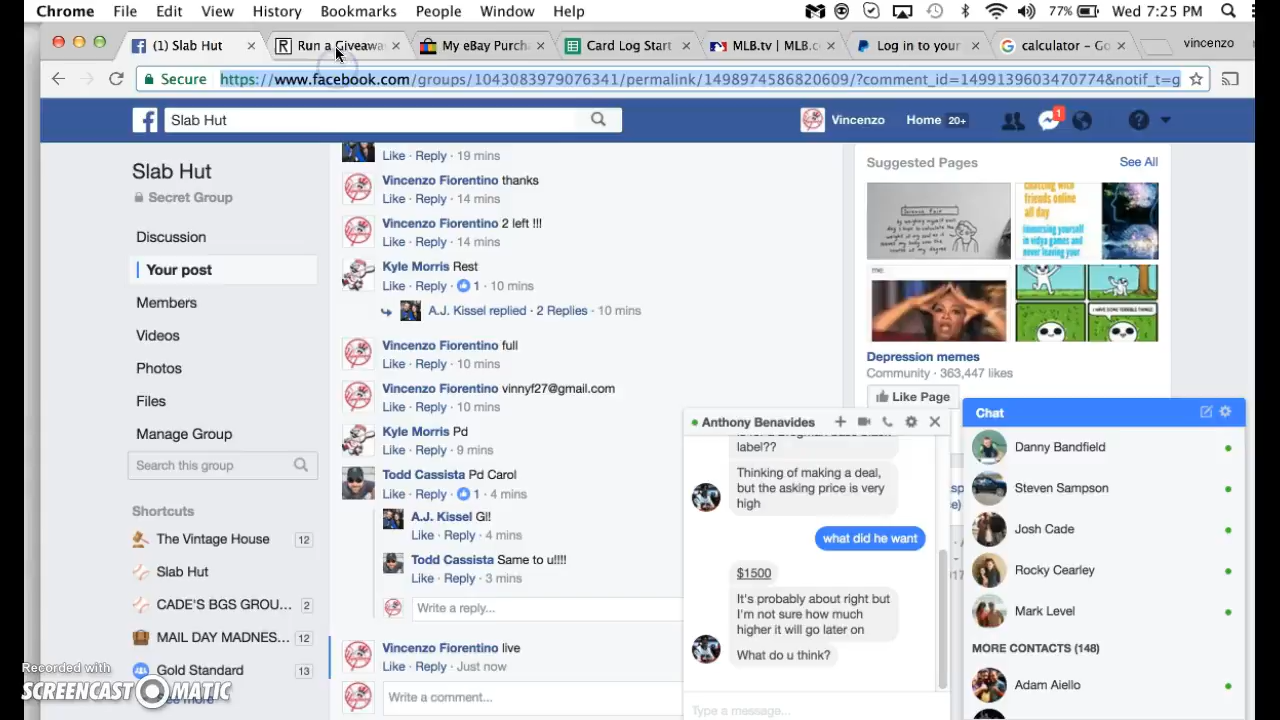 Chrome File Edit View History Bookmarks People Window Help 77% Wed 7:25 PM
(1) Slab Hut × R Run a Giveawa × My eBay Purch × Card Log Start × MLB.tv | MLB.c × Log in to your × calculator - Go × vincenzo
Secure https://www.facebook.com/groups/1043083979076341/permalink/1498974586820609/?comment_id=1499139603470774&notif_t=g
Slab Hut
Vincenzo Home 20+ 1
Slab Hut
Secret Group
Discussion
Your post
Members
Videos
Photos
Files
Manage Group
Search this group
Shortcuts
The Vintage House 12
Slab Hut
CADE'S BGS GROU... 2
MAIL DAY MADNES... 12
Gold Standard 13
Like · Reply · 19 mins
Vincenzo Fiorentino thanks
Like · Reply · 14 mins
Vincenzo Fiorentino 2 left !!!
Like · Reply · 14 mins
Kyle Morris Rest
Like · Reply · 1 · 10 mins
A.J. Kissel replied · 2 Replies · 10 mins
Vincenzo Fiorentino full
Like · Reply · 10 mins
Vincenzo Fiorentino vinnyf27@gmail.com
Like · Reply · 10 mins
Kyle Morris Pd
Like · Reply · 9 mins
Todd Cassista Pd Carol
Like · Reply · 1 · 4 mins
A.J. Kissel Gl!
Like · Reply · 4 mins
Todd Cassista Same to u!!!!
Like · Reply · 3 mins
Write a reply...
Vincenzo Fiorentino live
Like · Reply · Just now
Write a comment...
Suggested Pages See All
me:
Depression memes
Community · 363,447 likes
Like Page
Anthony Benavides
label??
Thinking of making a deal,
but the asking price is very
high
what did he want
$1500
It's probably about right but
I'm not sure how much
higher it will go later on
What do u think?
Type a message...
Chat
Danny Bandfield
Steven Sampson
Josh Cade
Rocky Cearley
Mark Level
MORE CONTACTS (148)
Adam Aiello
Recorded with
SCREENCAST-O-MATIC